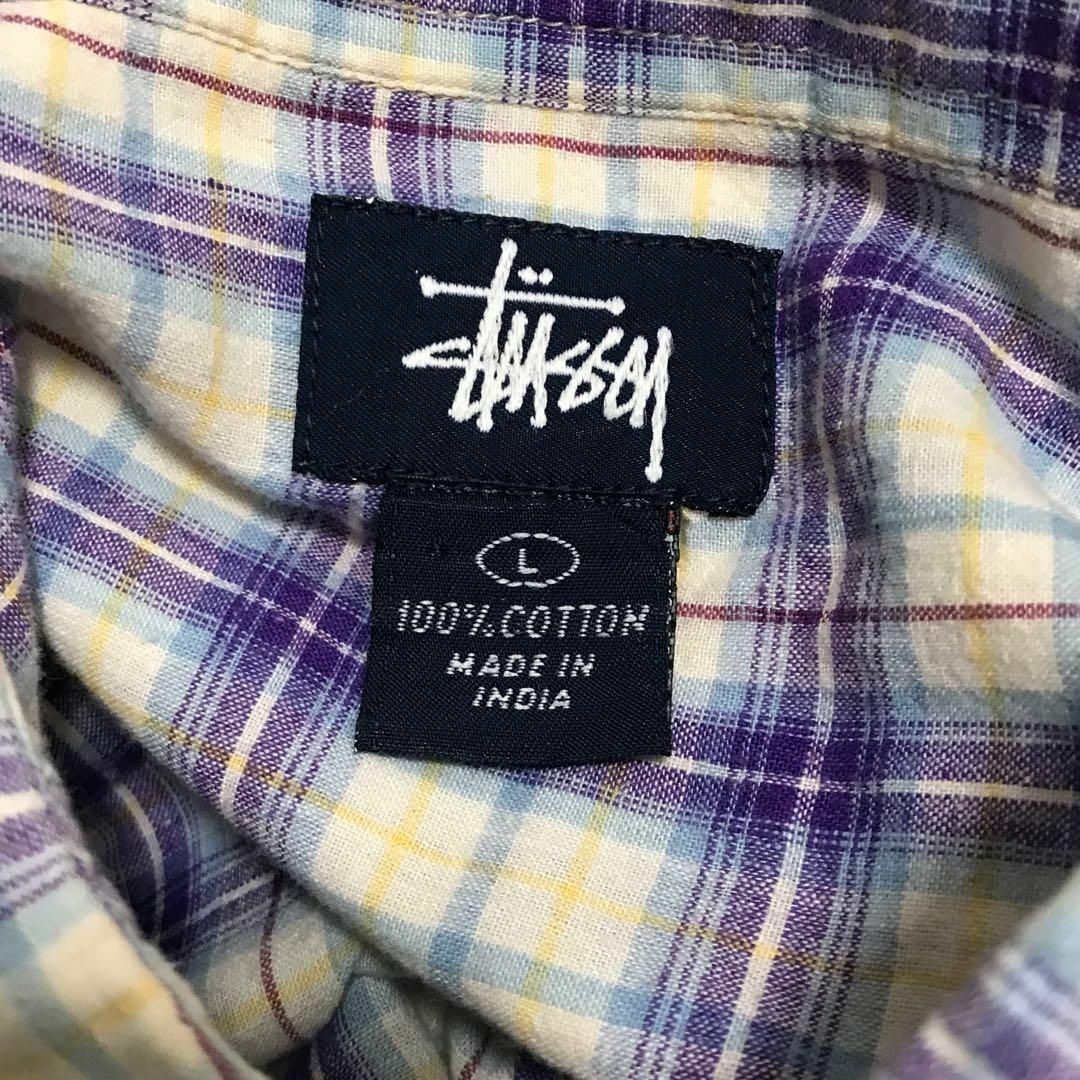 Stüssy
L
100% COTTON
MADE IN
INDIA